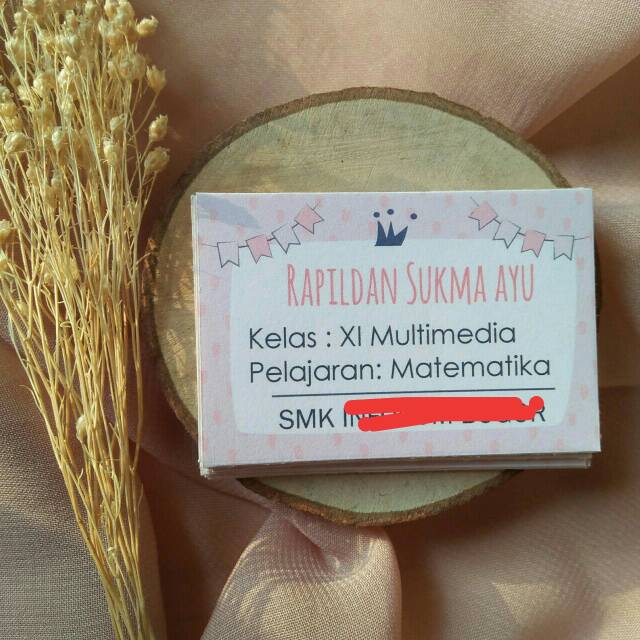 RAPILDAN SUKMA AYU
Kelas : XI Multimedia
Pelajaran: Matematika
SMK